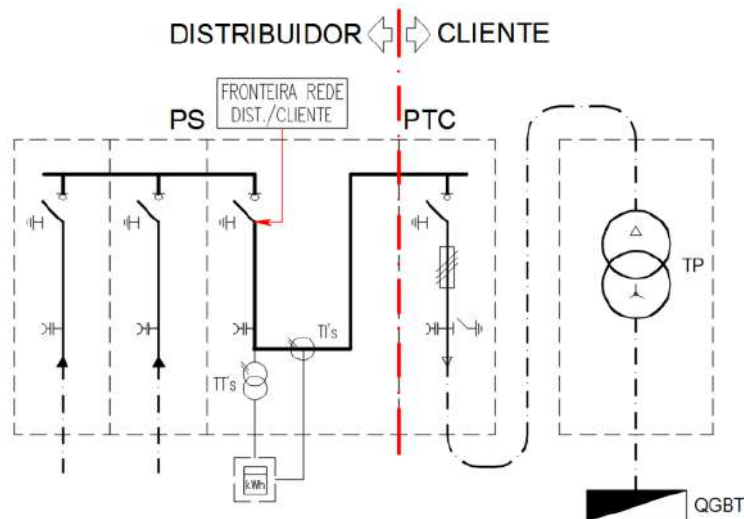 DISTRIBUIDOR
CLIENTE
FRONTEIRA REDE
DIST./CLIENTE
PS
PTC
TP
TI's
TT's
kWh
QGBT